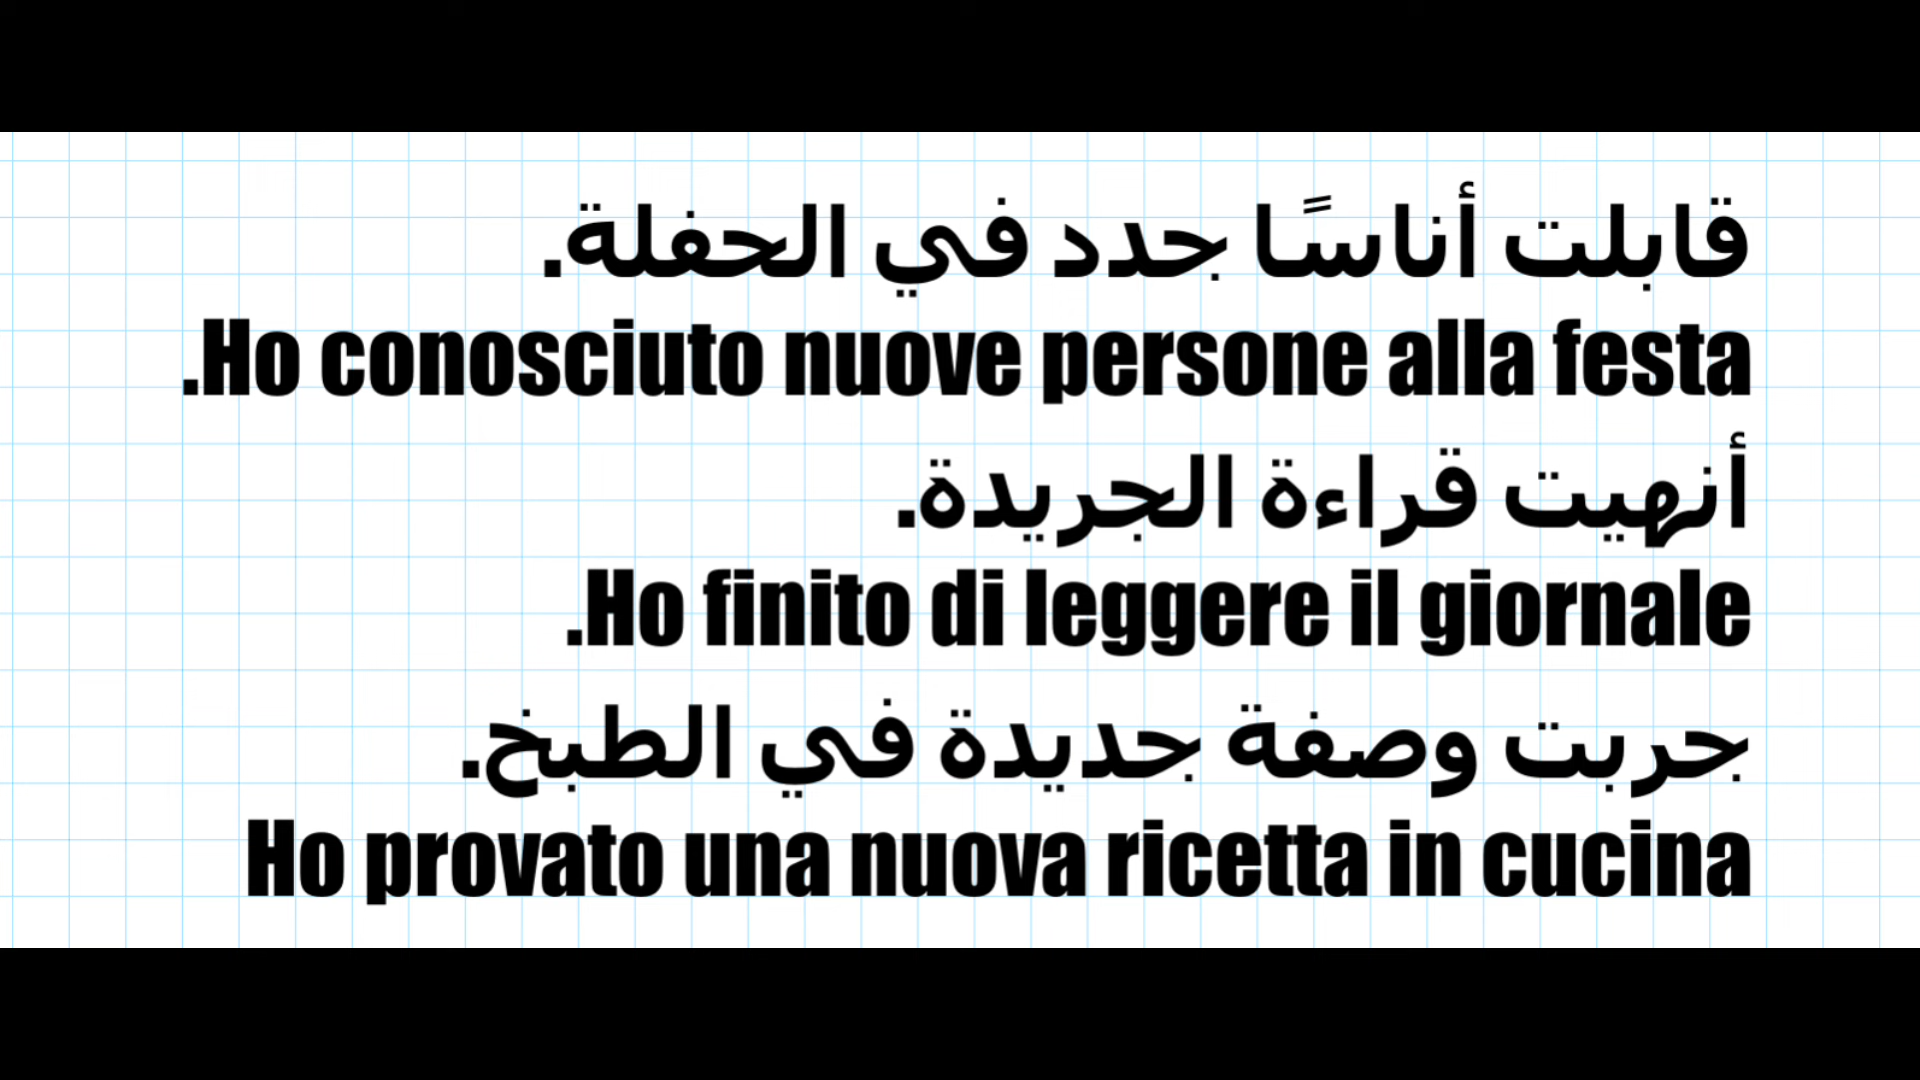 قابلت أناسًا جدد في الحفلة.
.Ho conosciuto nuove persone alla festa
أنهيت قراءة الجريدة.
.Ho finito di leggere il giornale
جربت وصفة جديدة في الطبخ.
Ho provato una nuova ricetta in cucina